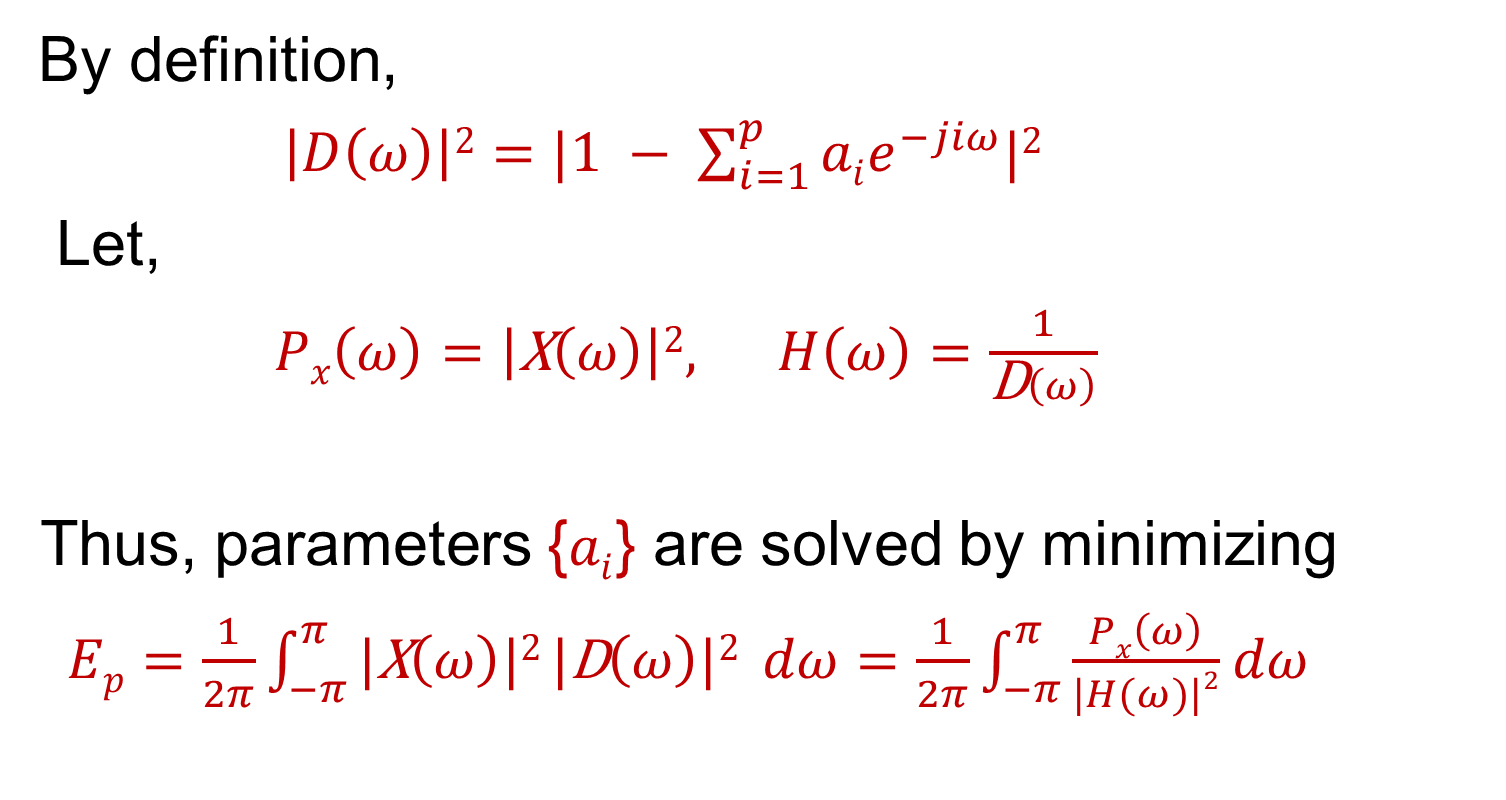 By definition,
|D(ω)|² = |1 − ∑ᵢ₌₁ᵖ aᵢe^{−jiω}|²
Let,
Pₓ(ω) = |X(ω)|², H(ω) = 1/D(ω)
Thus, parameters {aᵢ} are solved by minimizing
Eₚ = 1/2π ∫_{−π}^{π} |X(ω)|² |D(ω)|² dω = 1/2π ∫_{−π}^{π} Pₓ(ω)/|H(ω)|² dω